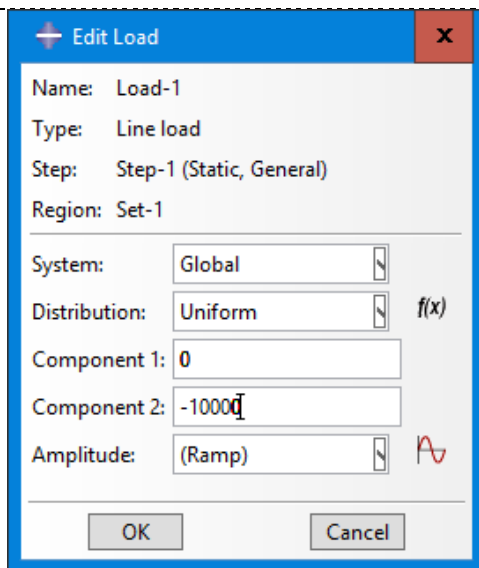 Edit Load x
Name: Load-1
Type: Line load
Step: Step-1 (Static, General)
Region: Set-1
System: Global
Distribution: Uniform f(x)
Component 1: 0
Component 2: -10000
Amplitude: (Ramp)
OK Cancel